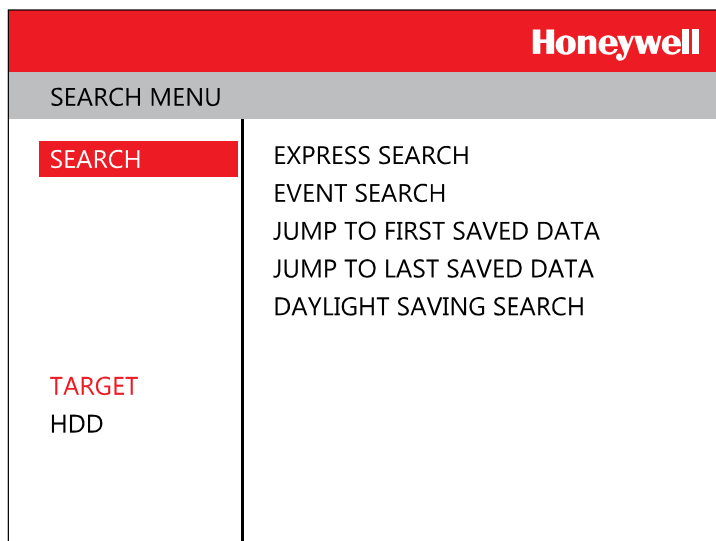 Honeywell
SEARCH MENU
SEARCH
EXPRESS SEARCH
EVENT SEARCH
JUMP TO FIRST SAVED DATA
JUMP TO LAST SAVED DATA
DAYLIGHT SAVING SEARCH
TARGET
HDD